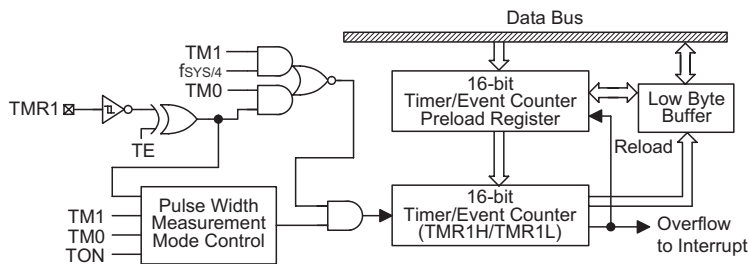 Data Bus
TM1
fSYS/4
TM0
TMR1
TE
16-bit
Timer/Event Counter
Preload Register
Low Byte
Buffer
Reload
TM1
TM0
TON
Pulse Width
Measurement
Mode Control
16-bit
Timer/Event Counter
(TMR1H/TMR1L)
Overflow
to Interrupt